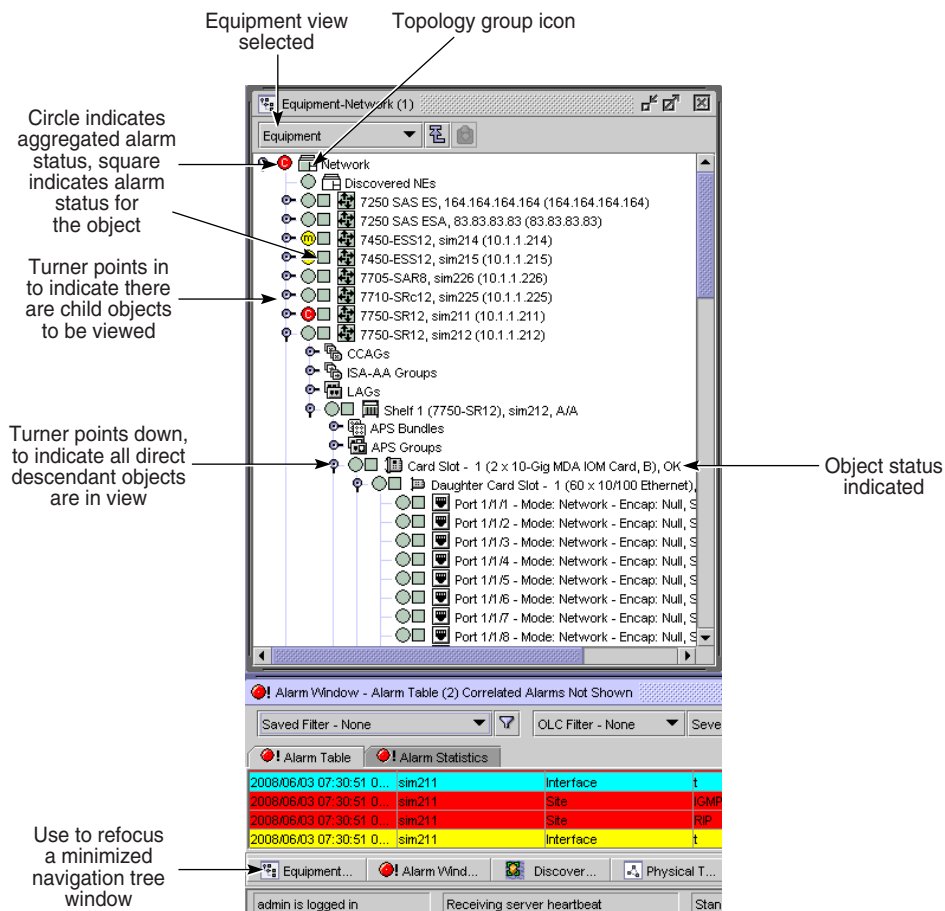 Equipment view
selected
Topology group icon
Equipment-Network (1)
Equipment
Circle indicates
aggregated alarm
status, square
indicates alarm
status for
the object
Turner points in
to indicate there
are child objects
to be viewed
Turner points down,
to indicate all direct
descendant objects
are in view
Object status
indicated
C Network
Discovered NEs
7250 SAS ES, 164.164.164.164 (164.164.164.164)
7250 SAS ESA, 83.83.83.83 (83.83.83.83)
m 7450-ESS12, sim214 (10.1.1.214)
7450-ESS12, sim215 (10.1.1.215)
7705-SAR8, sim226 (10.1.1.226)
7710-SRc12, sim225 (10.1.1.225)
C 7750-SR12, sim211 (10.1.1.211)
7750-SR12, sim212 (10.1.1.212)
CCAGs
ISA-AA Groups
LAGs
Shelf 1 (7750-SR12), sim212, A/A
APS Bundles
APS Groups
Card Slot - 1 (2 x 10-Gig MDA IOM Card, B), OK
Daughter Card Slot - 1 (60 x 10/100 Ethernet),
Port 1/1/1 - Mode: Network - Encap: Null, S
Port 1/1/2 - Mode: Network - Encap: Null, S
Port 1/1/3 - Mode: Network - Encap: Null, S
Port 1/1/4 - Mode: Network - Encap: Null, S
Port 1/1/5 - Mode: Network - Encap: Null, S
Port 1/1/6 - Mode: Network - Encap: Null, S
Port 1/1/7 - Mode: Network - Encap: Null, S
Port 1/1/8 - Mode: Network - Encap: Null, S
Alarm Window - Alarm Table (2) Correlated Alarms Not Shown
Saved Filter - None OLC Filter - None Seve
Alarm Table Alarm Statistics
2008/06/03 07:30:51 0... sim211 Interface t
2008/06/03 07:30:51 0... sim211 Site IGMP
2008/06/03 07:30:51 0... sim211 Site RIP
2008/06/03 07:30:51 0... sim211 Interface t
Use to refocus
a minimized
navigation tree
window
Equipment... Alarm Wind... Discover... Physical T...
admin is logged in Receiving server heartbeat Stan